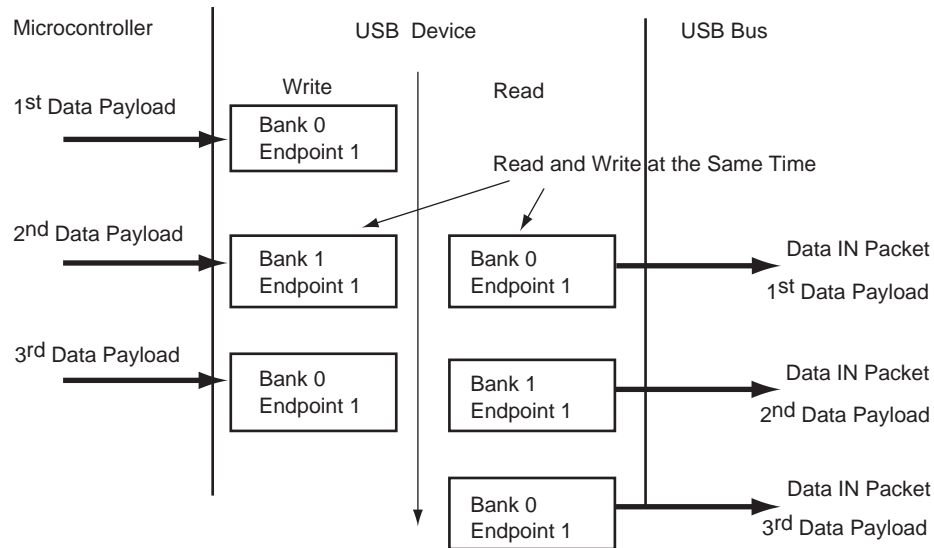 Microcontroller
USB Device
USB Bus
Write
Read
1st Data Payload
Bank 0
Endpoint 1
Read and Write at the Same Time
2nd Data Payload
Bank 1
Endpoint 1
Bank 0
Endpoint 1
Data IN Packet
1st Data Payload
3rd Data Payload
Bank 0
Endpoint 1
Bank 1
Endpoint 1
Data IN Packet
2nd Data Payload
Bank 0
Endpoint 1
Data IN Packet
3rd Data Payload